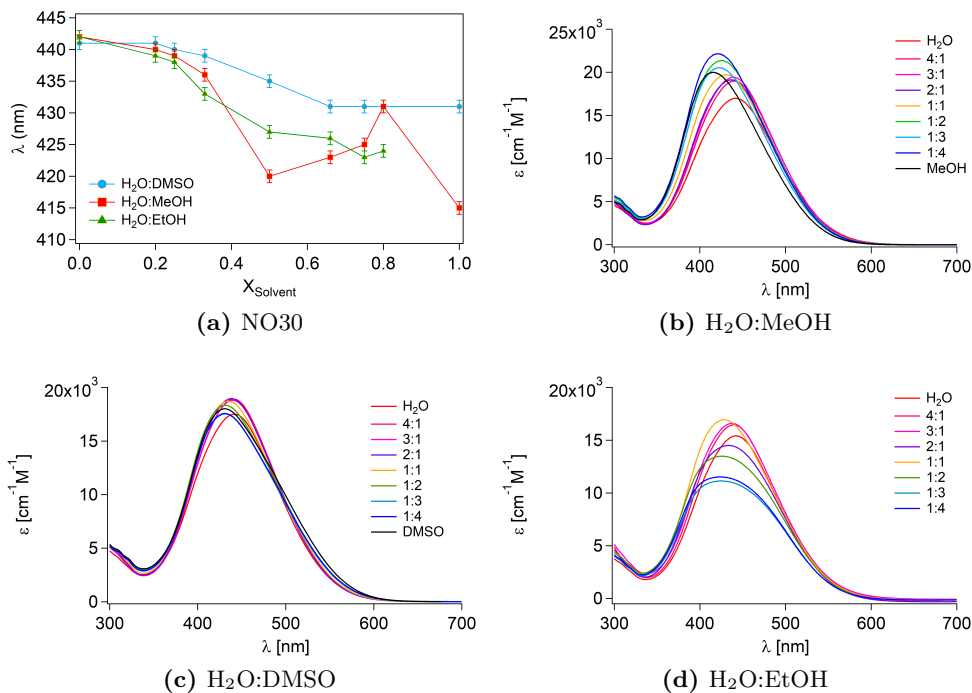 445
440
435
430
425
420
415
410
λ (nm)
H₂O:DMSO
H₂O:MeOH
H₂O:EtOH
0.0 0.2 0.4 0.6 0.8 1.0
X_Solvent
(a) NO30
25x10³
20
15
10
5
0
ε [cm⁻¹M⁻¹]
H₂O
4:1
3:1
2:1
1:1
1:2
1:3
1:4
MeOH
300 400 500 600 700
λ [nm]
(b) H₂O:MeOH
20x10³
15
10
5
0
ε [cm⁻¹M⁻¹]
H₂O
4:1
3:1
2:1
1:1
1:2
1:3
1:4
DMSO
300 400 500 600 700
λ [nm]
(c) H₂O:DMSO
20x10³
15
10
5
0
ε [cm⁻¹M⁻¹]
H₂O
4:1
3:1
2:1
1:1
1:2
1:3
1:4
300 400 500 600 700
λ [nm]
(d) H₂O:EtOH